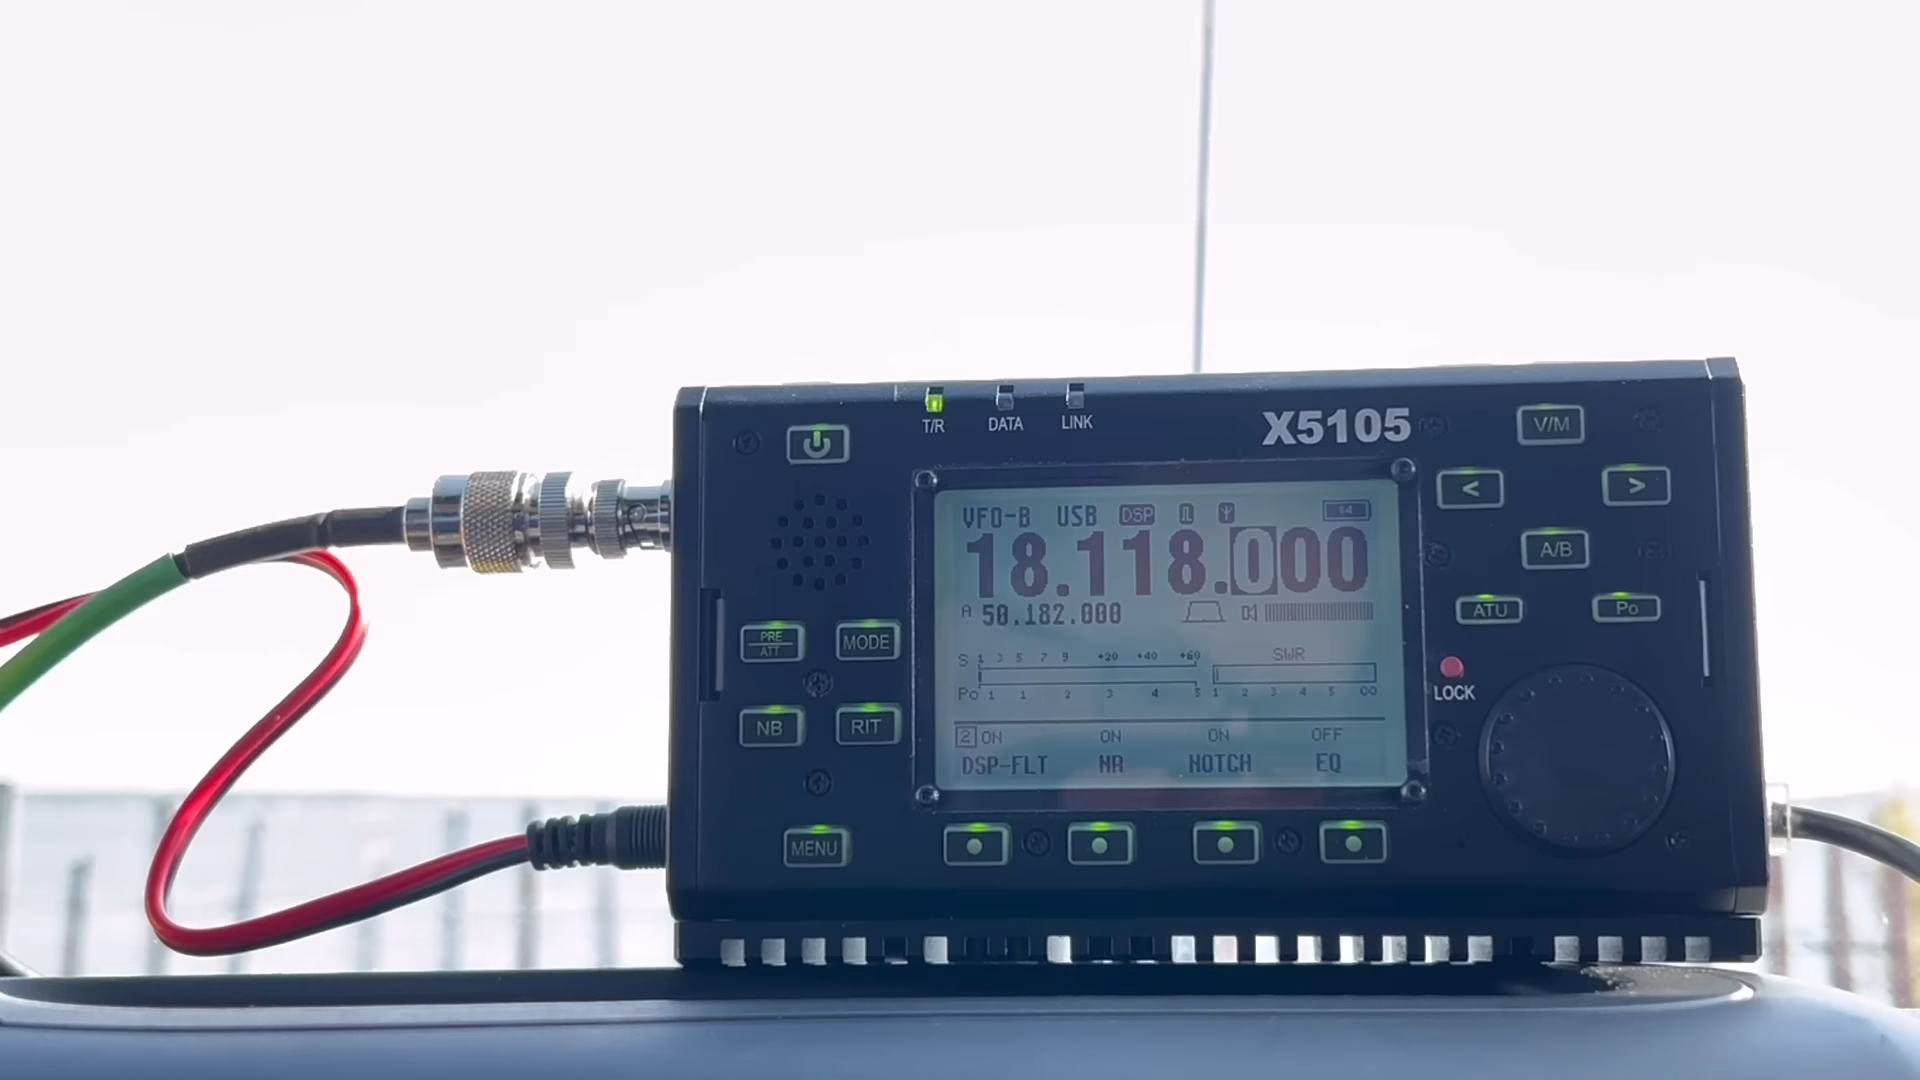 T/R DATA LINK
X5105
V/M
< >
A/B
ATU Po
LOCK
PRE
ATT
MODE
NB RIT
MENU
VFO-B USB DSP
18.118.000
A 50.182.000
S 1 3 5 7 9 +20 +40 +60 SWR
Po 1 1 2 3 4 5 1 2 3 4 5 ∞
2 ON ON ON OFF
DSP-FLT NR NOTCH EQ